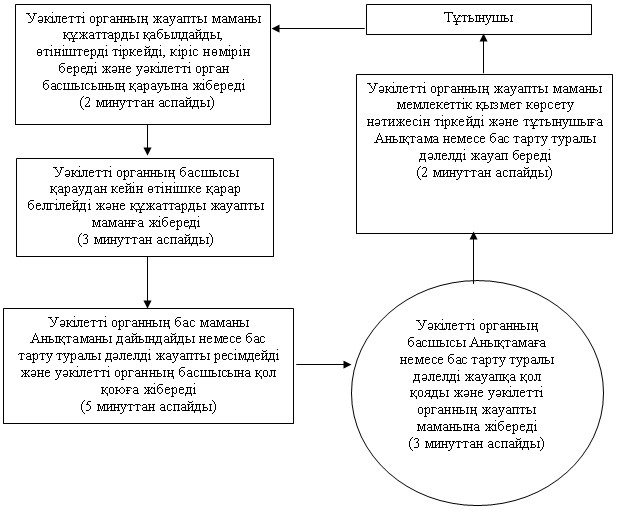 Тұтынушы
Уәкілетті органның жауапты маманы
құжаттарды қабылдайды,
өтініштерді тіркейді, кіріс нөмірін
береді және уәкілетті орган
басшысының қарауына жібереді
(2 минуттан аспайды)
Уәкілетті органның басшысы
қараудан кейін өтінішке қарар
белгілейді және құжаттарды жауапты
маманға жібереді
(3 минуттан аспайды)
Уәкілетті органның бас маманы
Анықтаманы дайындайды немесе бас
тарту туралы дәлелді жауапты ресімдейді
және уәкілетті органның басшысына қол
қоюға жібереді
(5 минуттан аспайды)
Уәкілетті органның
басшысы Анықтамаға
немесе бас тарту туралы
дәлелді жауапқа қол
қояды және уәкілетті
органның жауапты
маманына жібереді
(3 минуттан аспайды)
Уәкілетті органның жауапты маманы
мемлекеттік қызмет көрсету
нәтижесін тіркейді және тұтынушыға
Анықтама немесе бас тарту туралы
дәлелді жауап береді
(2 минуттан аспайды)